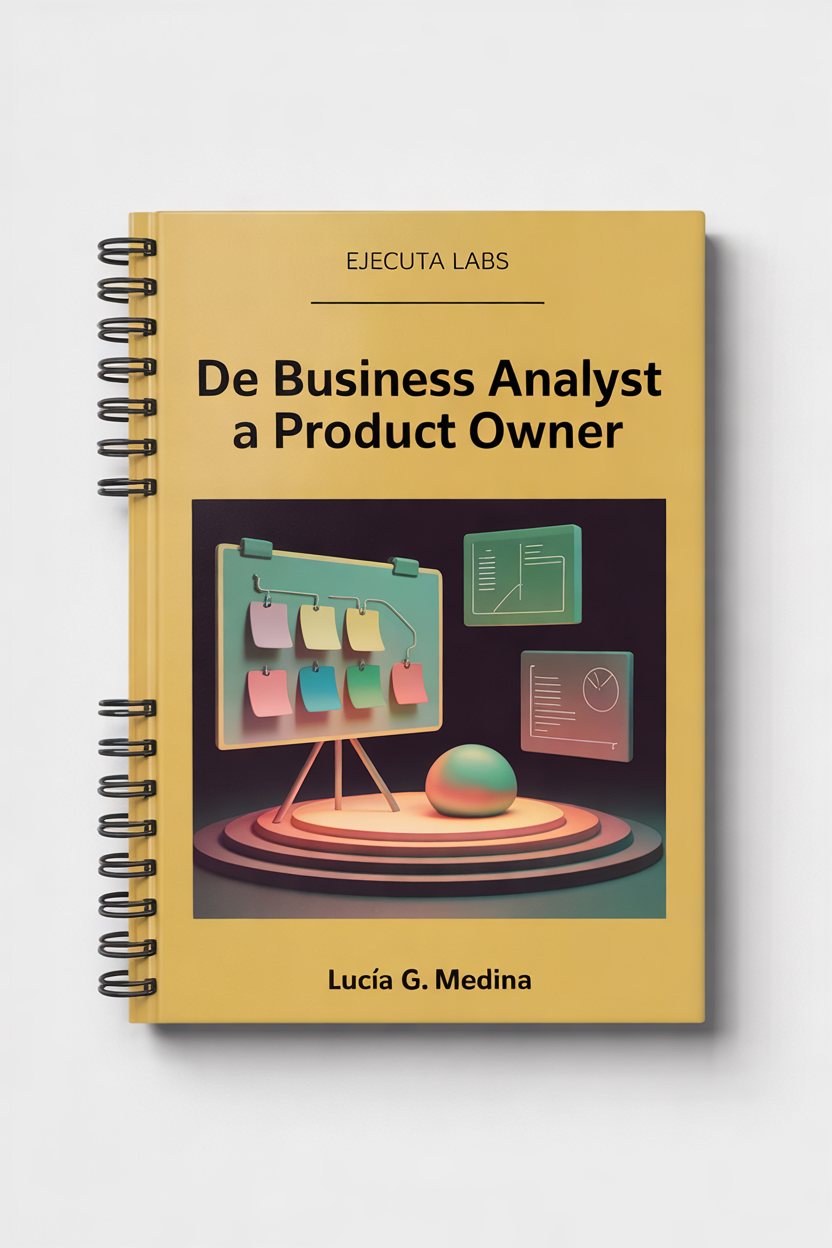 EJECUTA LABS
De Business Analyst
a Product Owner
Lucía G. Medina